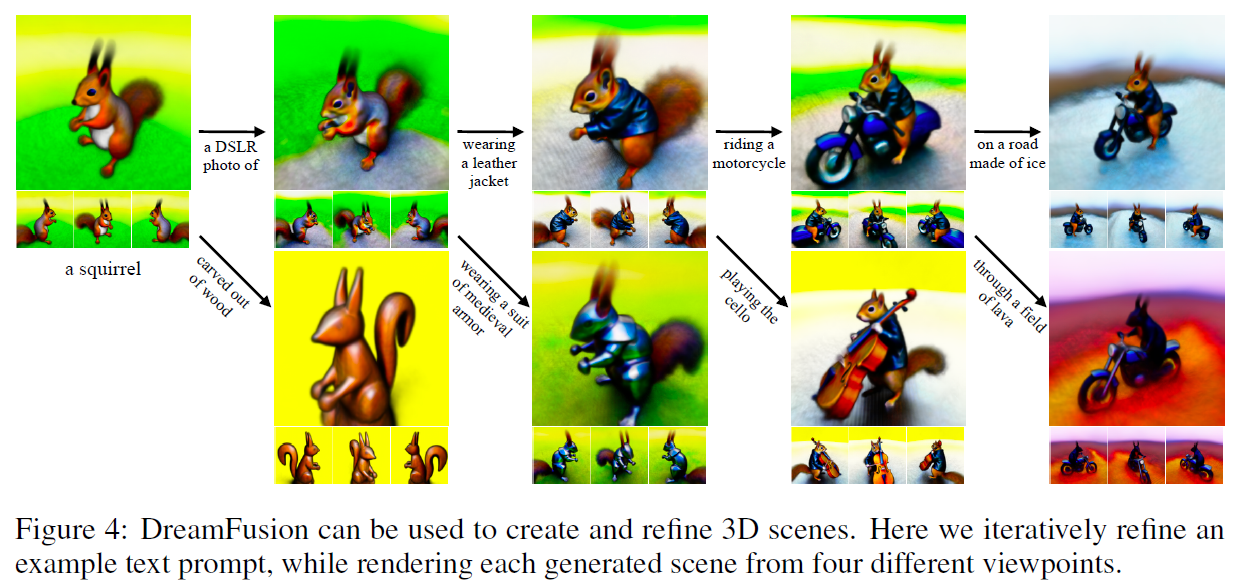 a DSLR
photo of
wearing
a leather
jacket
riding a
motorcycle
on a road
made of ice
a squirrel
carved out
of wood
wearing a suit
of medieval
armor
playing the
cello
through a field
of lava
Figure 4: DreamFusion can be used to create and refine 3D scenes. Here we iteratively refine an
example text prompt, while rendering each generated scene from four different viewpoints.